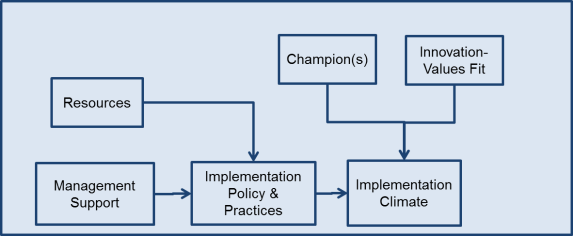 Champion(s)
Innovation-
Values Fit
Resources
Management
Support
Implementation
Policy &
Practices
Implementation
Climate